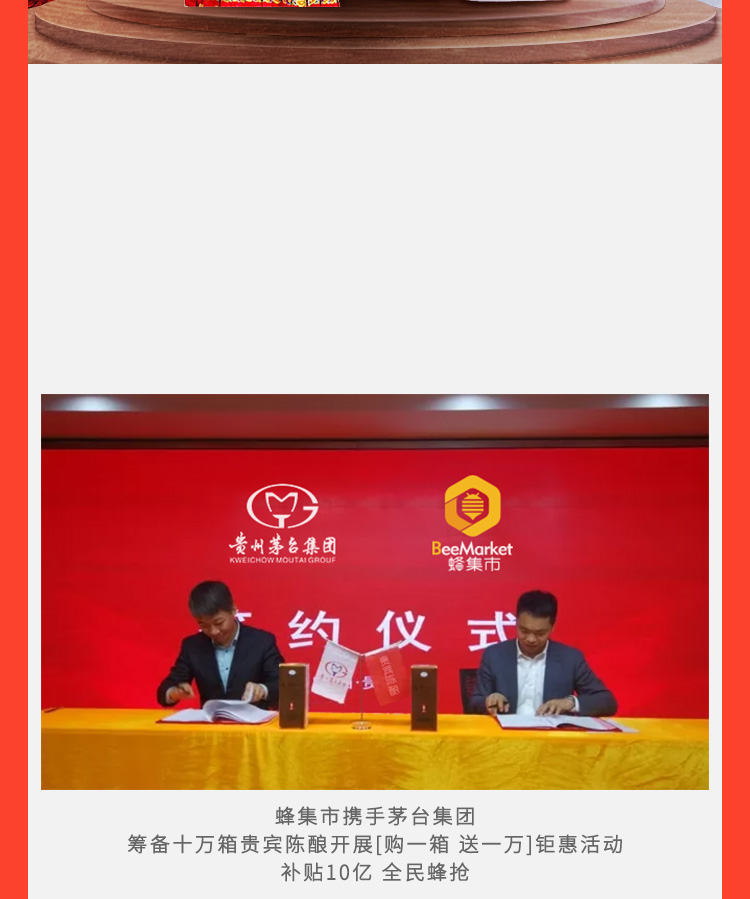 贵州茅台集团
KWEICHOW MOUTAI GROUP
BeeMarket
蜂集市
约仪式
蜂集市携手茅台集团
筹备十万箱贵宾陈酿开展[购一箱 送一万]钜惠活动
补贴10亿 全民蜂抢